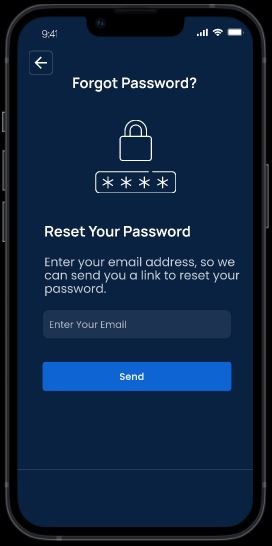 9:41
Forgot Password?
****
Reset Your Password
Enter your email address, so we
can send you a link to reset your
password.
Enter Your Email
Send